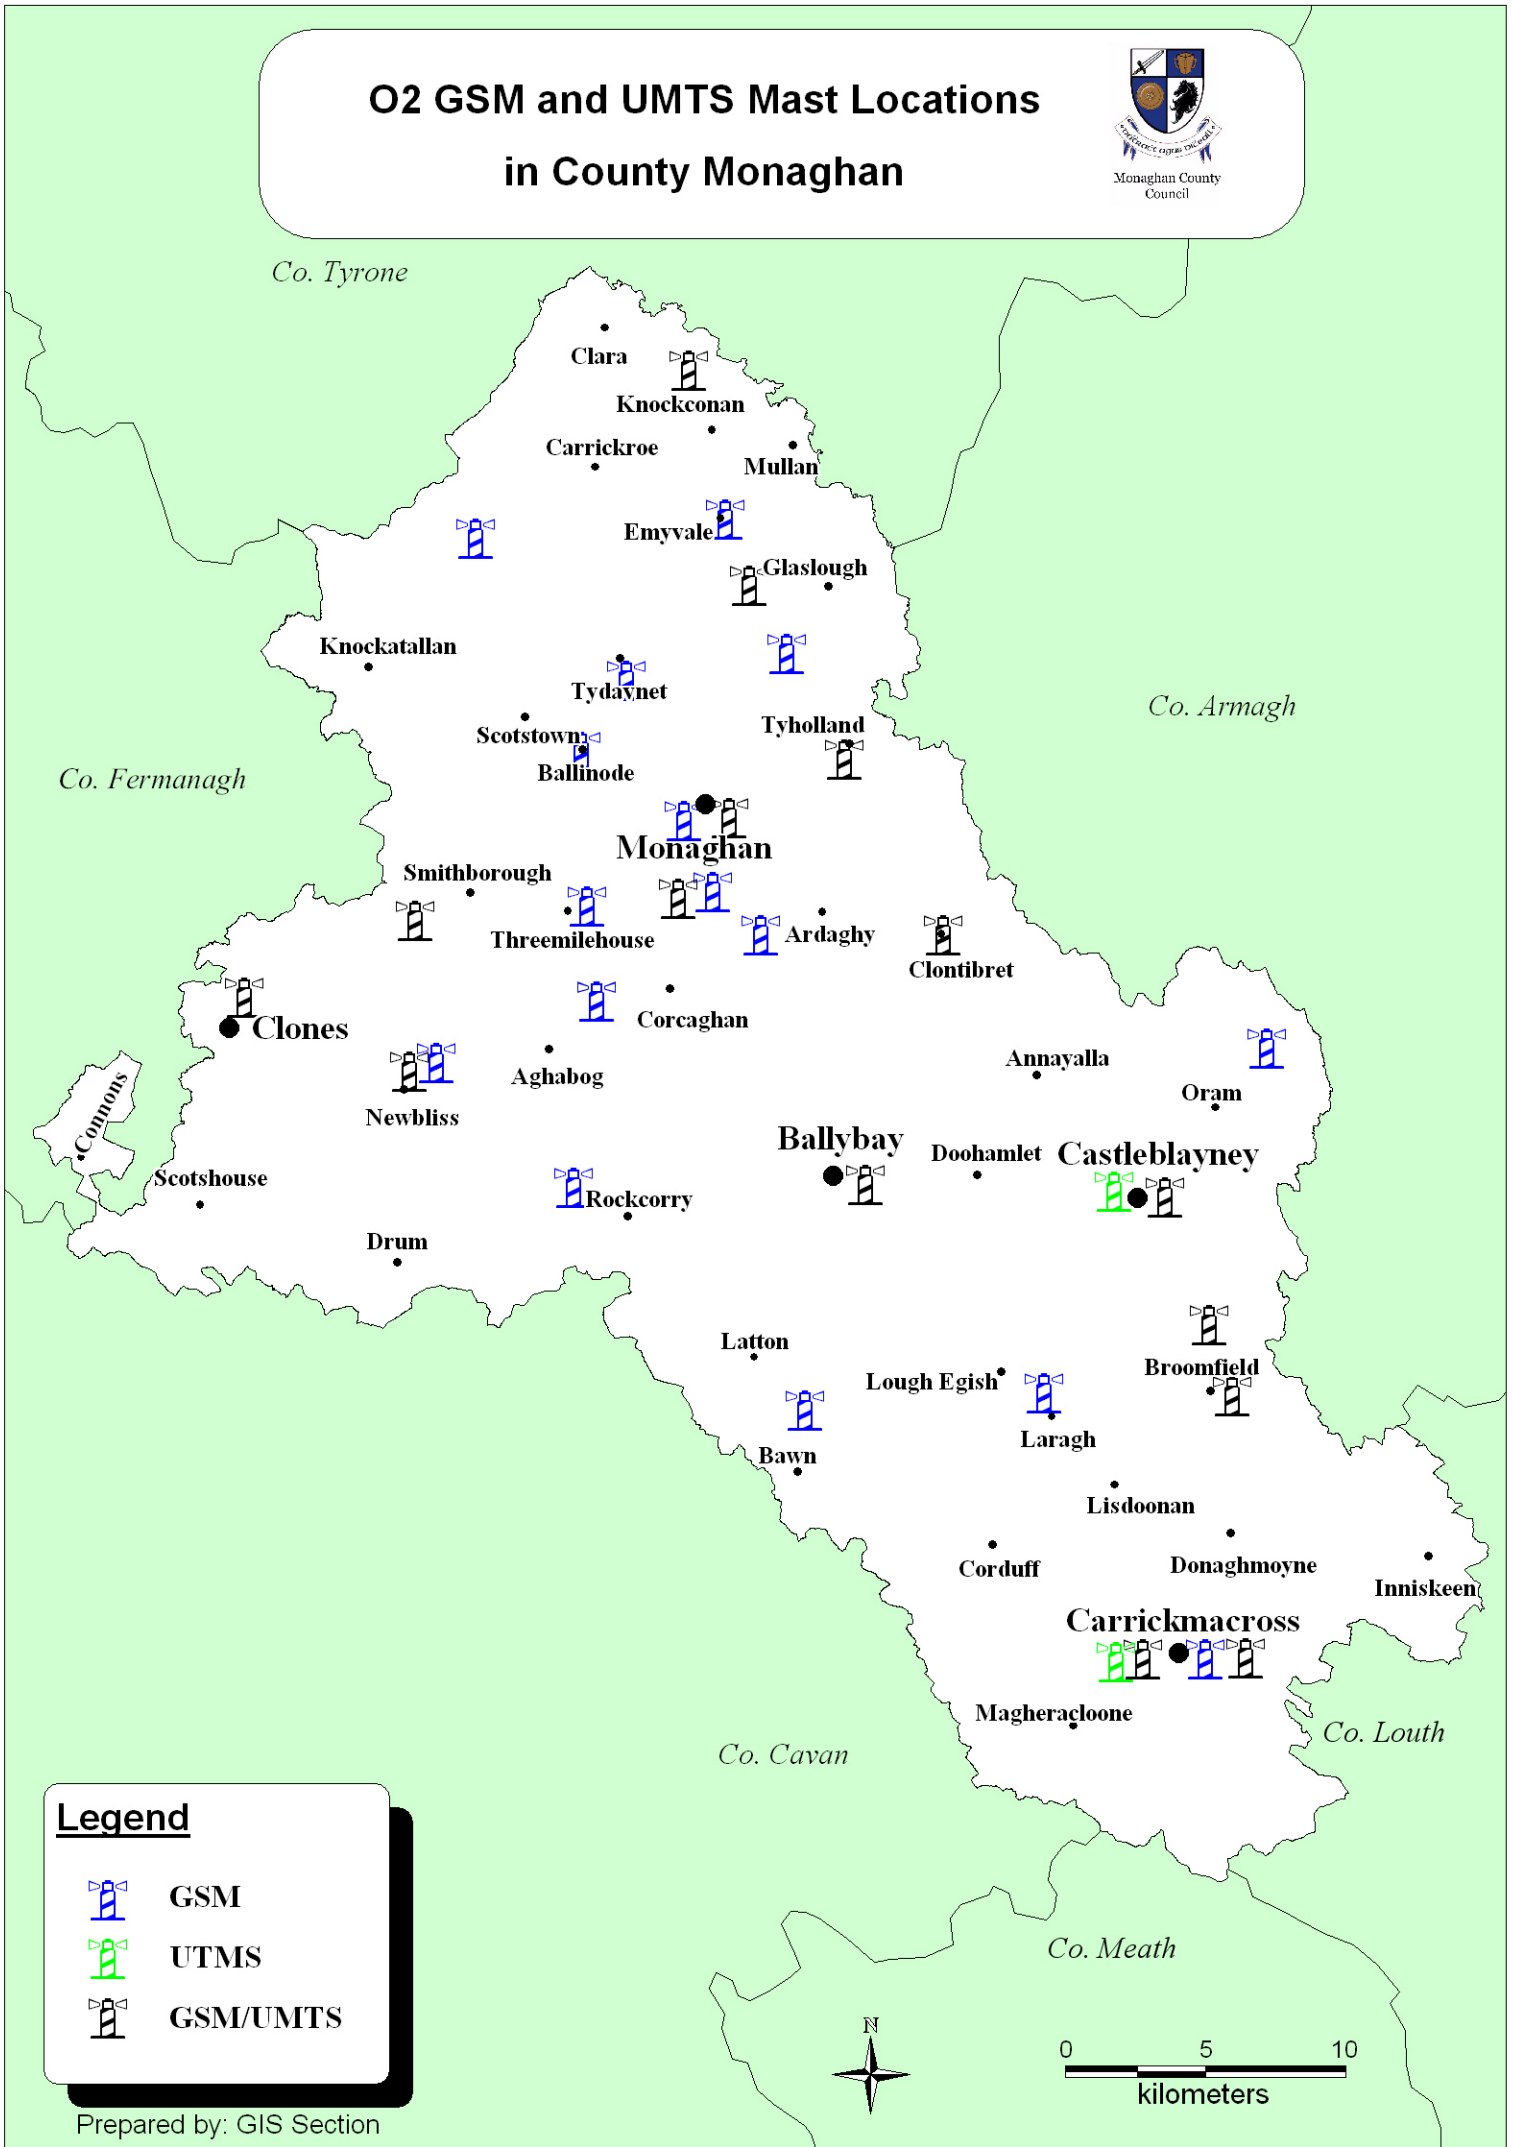 O2 GSM and UMTS Mast Locations
in County Monaghan
Monaghan County
Council
Co. Tyrone
Clara
Knockconan
Carrickroe
Mullan
Emyvale
Glaslough
Knockatallan
Tydavnet
Co. Armagh
Scotstown
Tyholland
Ballinode
Co. Fermanagh
Monaghan
Smithborough
Threemilehouse
Ardaghy
Clontibret
Corcaghan
Clones
Annayalla
Aghabog
Oram
Newbliss
Connons
Ballybay
Doohamlet
Castleblayney
Scotshouse
Rockcorry
Drum
Latton
Broomfield
Lough Egish
Laragh
Bawn
Lisdoonan
Corduff
Donaghmoyne
Inniskeen
Carrickmacross
Magheracloone
Co. Louth
Co. Cavan
Legend
GSM
UTMS
GSM/UMTS
Co. Meath
N
0 5 10
kilometers
Prepared by: GIS Section